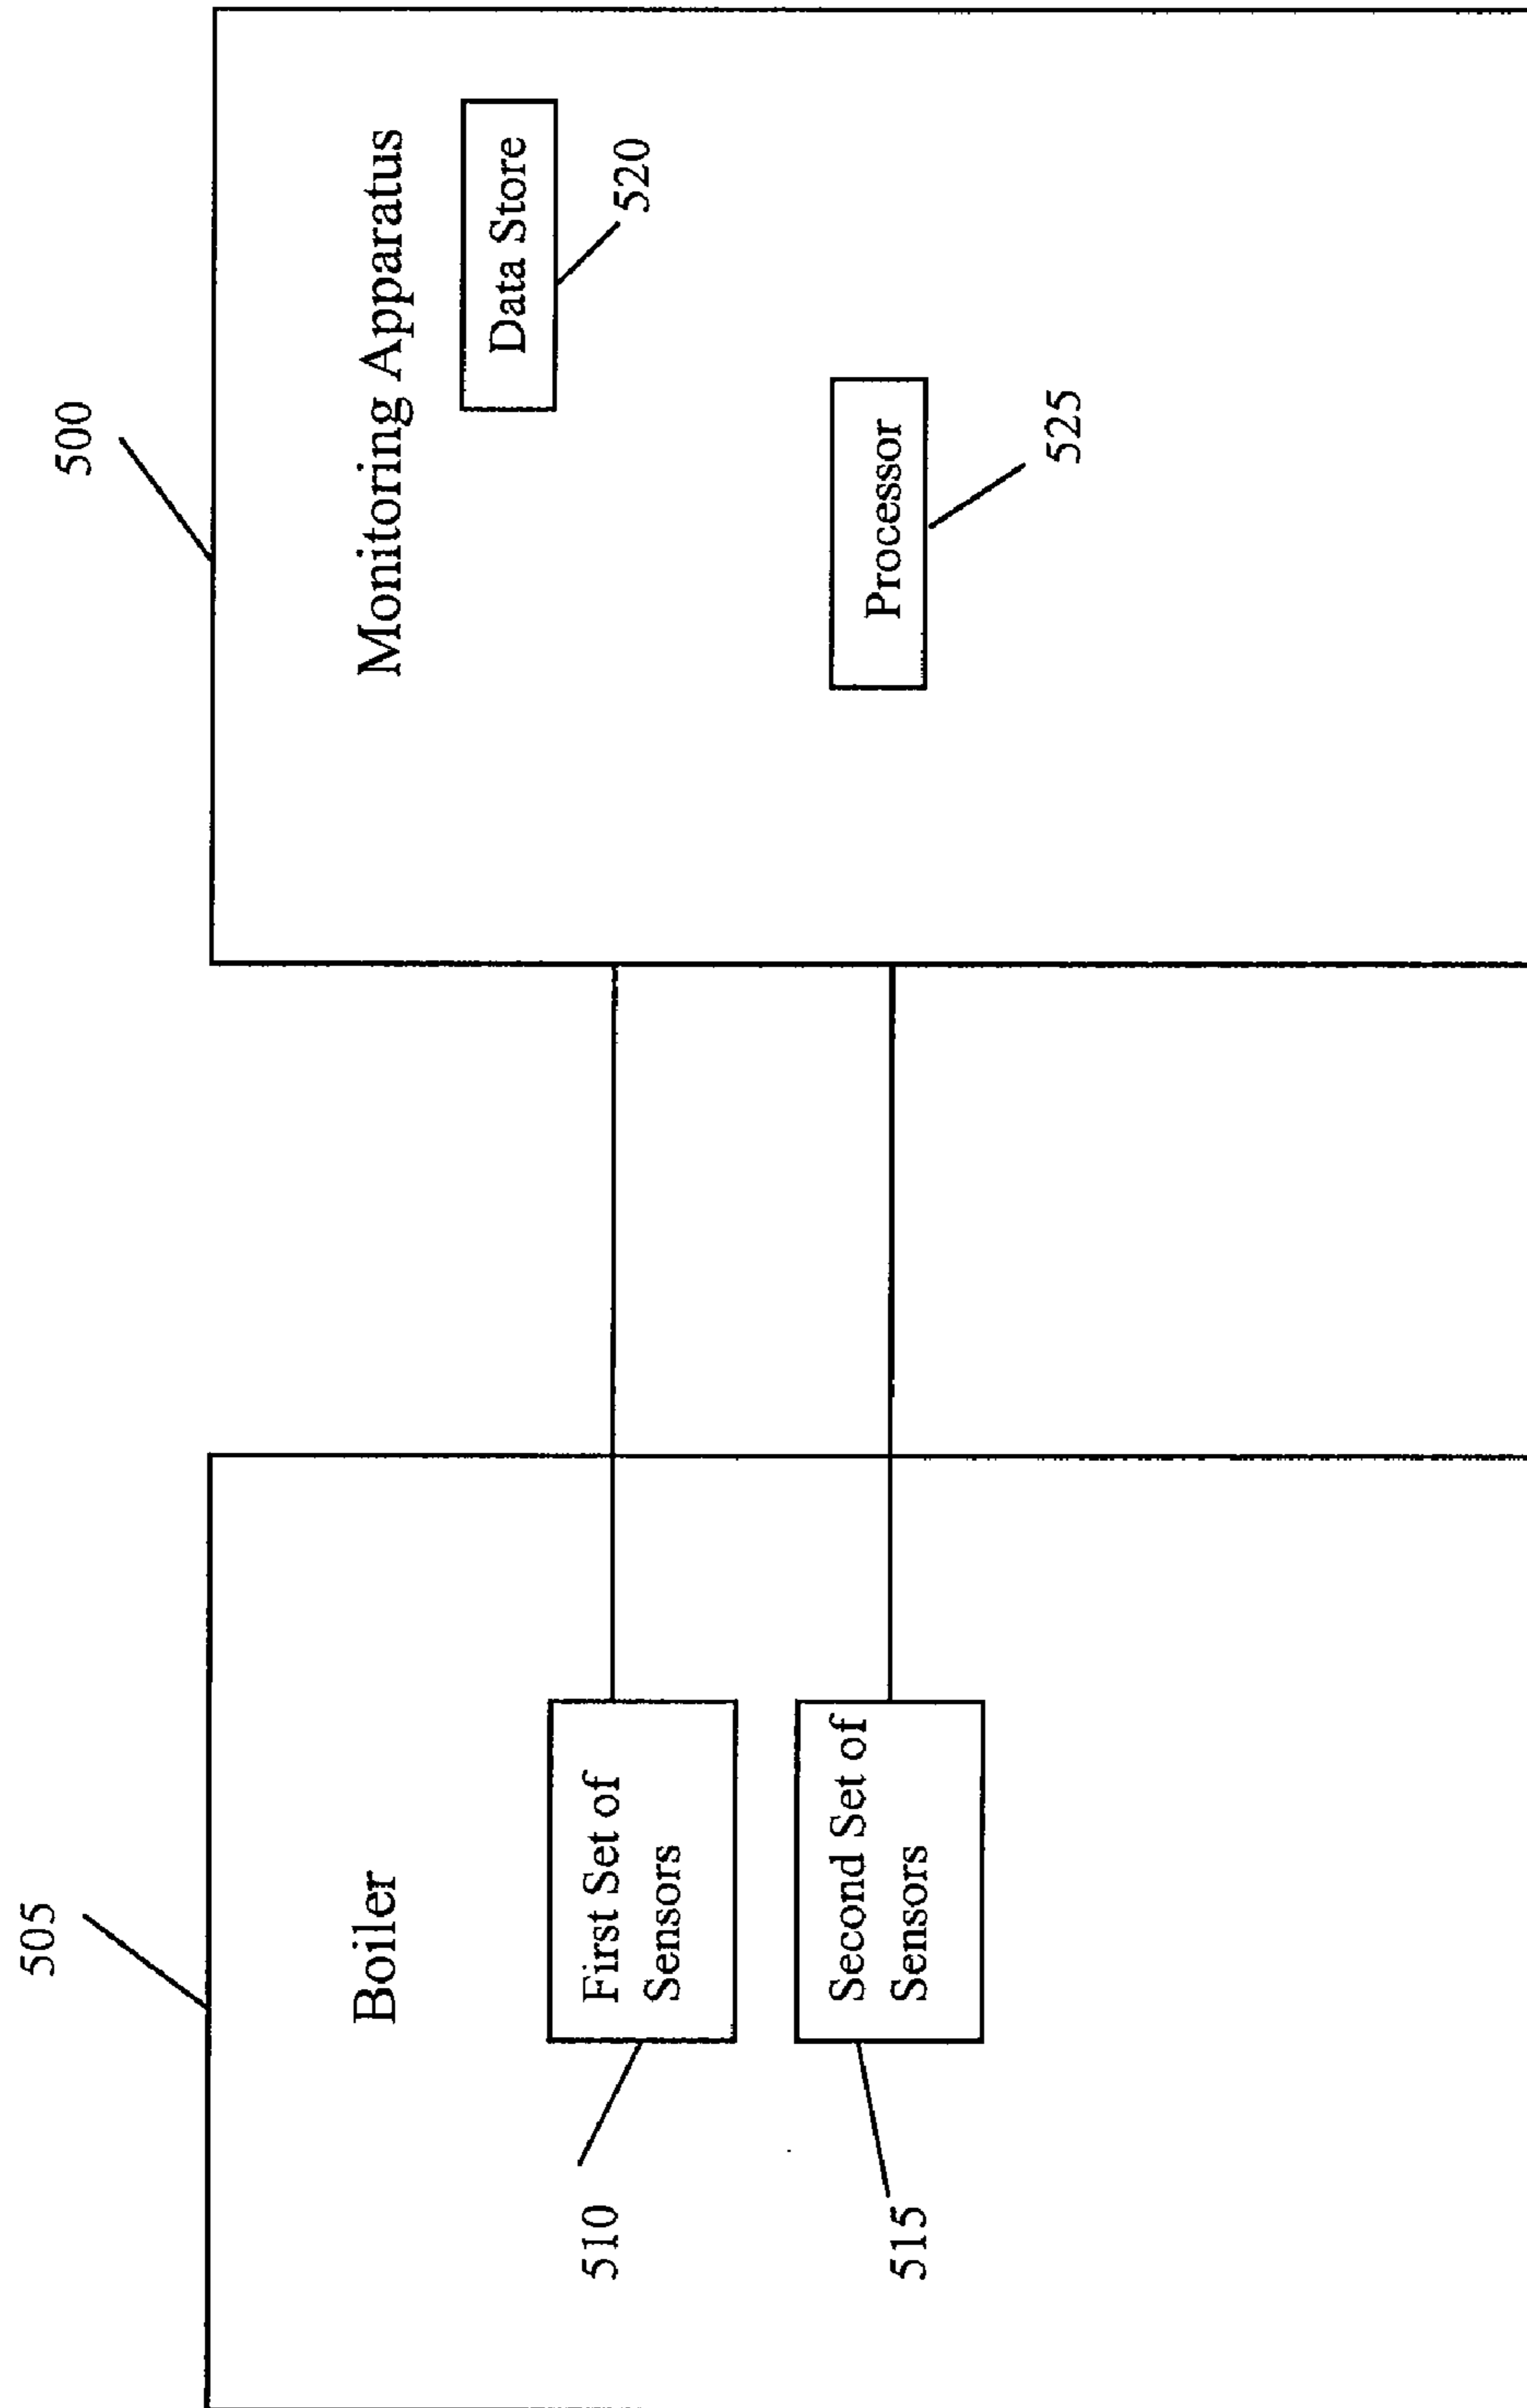 505
Boiler
510
First Set of
Sensors
515
Second Set of
Sensors
500
Monitoring Apparatus
Data Store
520
Processor
525